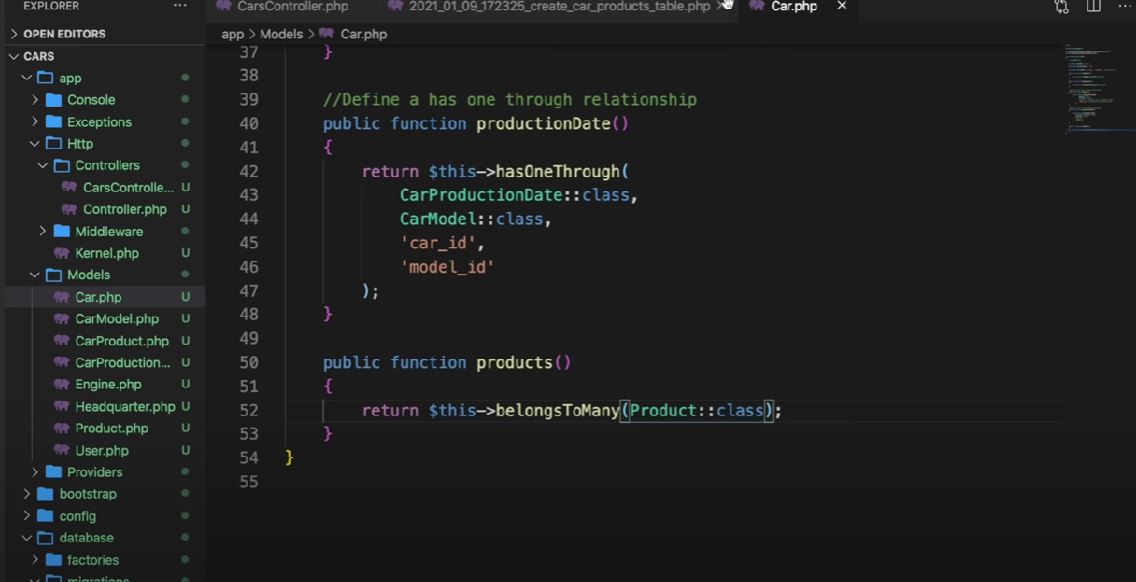 EXPLORER
...
CarsController.php
2021_01_09_172325_create_car_products_table.php
Car.php
OPEN EDITORS
app > Models > Car.php
CARS
app
Console
Exceptions
Http
Controllers
CarsControlle... U
Controller.php U
Middleware
Kernel.php U
Models
Car.php U
CarModel.php U
CarProduct.php U
CarProduction... U
Engine.php U
Headquarter.php U
Product.php U
User.php U
Providers
bootstrap
config
database
factories
migrations
37 }
38
39 //Define a has one through relationship
40 public function productionDate()
41 {
42 return $this->hasOneThrough(
43 CarProductionDate::class,
44 CarModel::class,
45 'car_id',
46 'model_id'
47 );
48 }
49
50 public function products()
51 {
52 return $this->belongsToMany(Product::class);
53 }
54 }
55